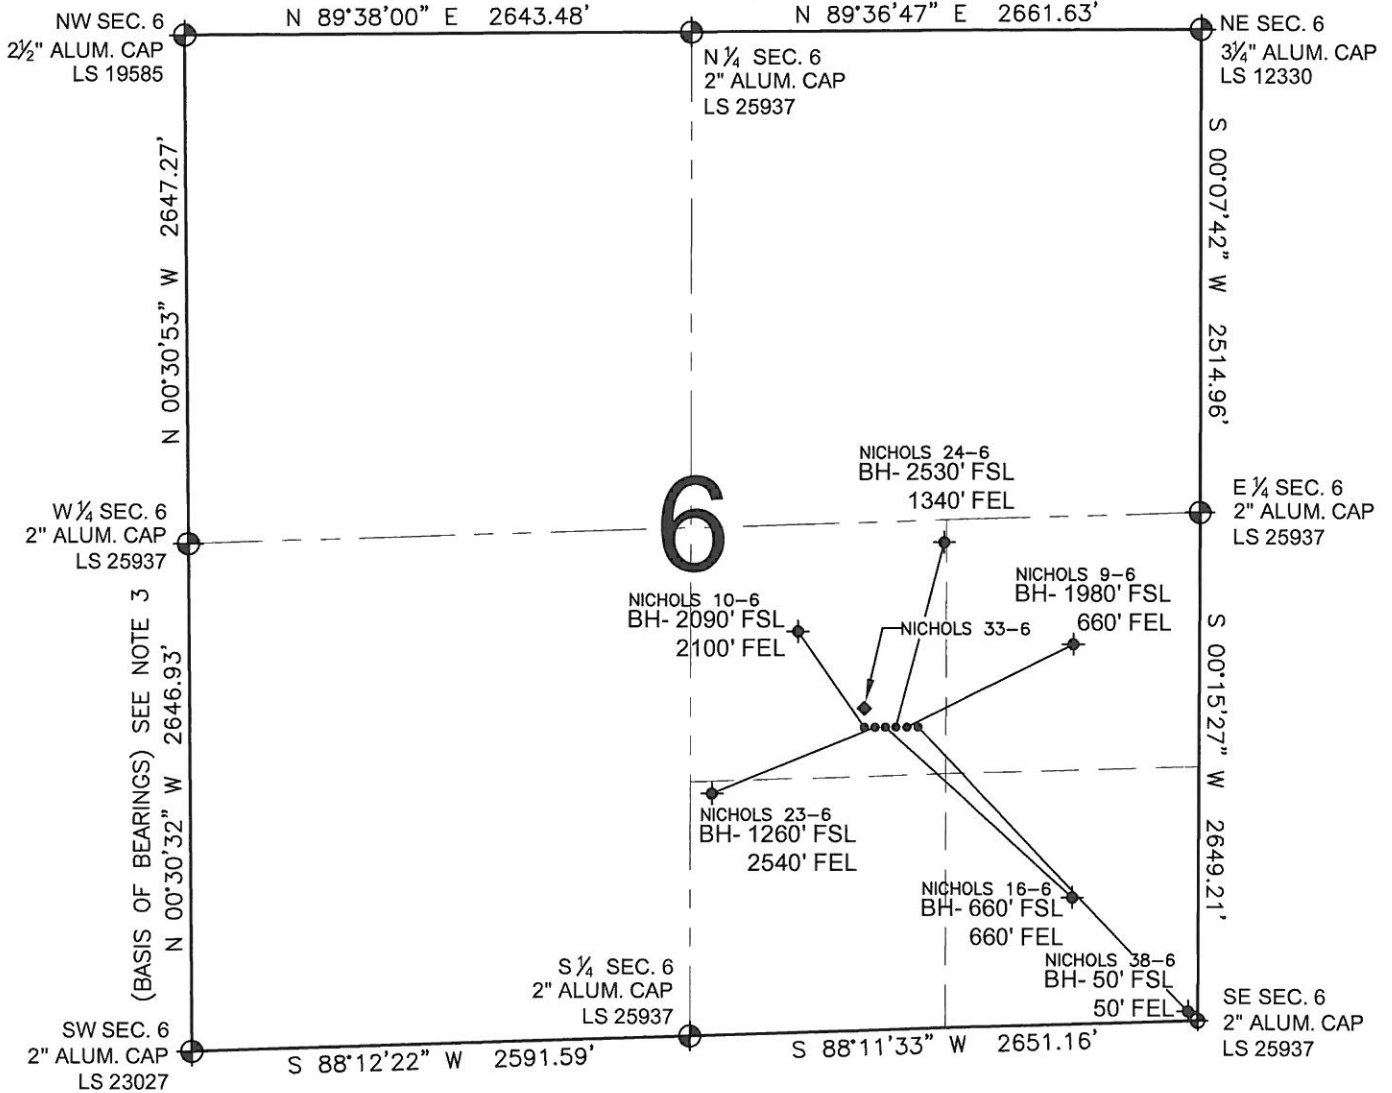 N 89°38'00" E 2643.48'
N 89°36'47" E 2661.63'
NW SEC. 6
2½" ALUM. CAP
LS 19585
N ¼ SEC. 6
2" ALUM. CAP
LS 25937
NE SEC. 6
3¼" ALUM. CAP
LS 12330
N 00°30'53" W 2647.27'
S 00°07'42" W 2514.96'
W ¼ SEC. 6
2" ALUM. CAP
LS 25937
6
NICHOLS 24-6
BH- 2530' FSL
1340' FEL
E ¼ SEC. 6
2" ALUM. CAP
LS 25937
NICHOLS 10-6
BH- 2090' FSL
2100' FEL
NICHOLS 33-6
NICHOLS 9-6
BH- 1980' FSL
660' FEL
(BASIS OF BEARINGS) SEE NOTE 3
N 00°30'32" W 2646.93'
S 00°15'27" W 2649.21'
NICHOLS 23-6
BH- 1260' FSL
2540' FEL
NICHOLS 16-6
BH- 660' FSL
660' FEL
NICHOLS 38-6
BH- 50' FSL
50' FEL
S ¼ SEC. 6
2" ALUM. CAP
LS 25937
SW SEC. 6
2" ALUM. CAP
LS 23027
S 88°12'22" W 2591.59'
S 88°11'33" W 2651.16'
SE SEC. 6
2" ALUM. CAP
LS 25937